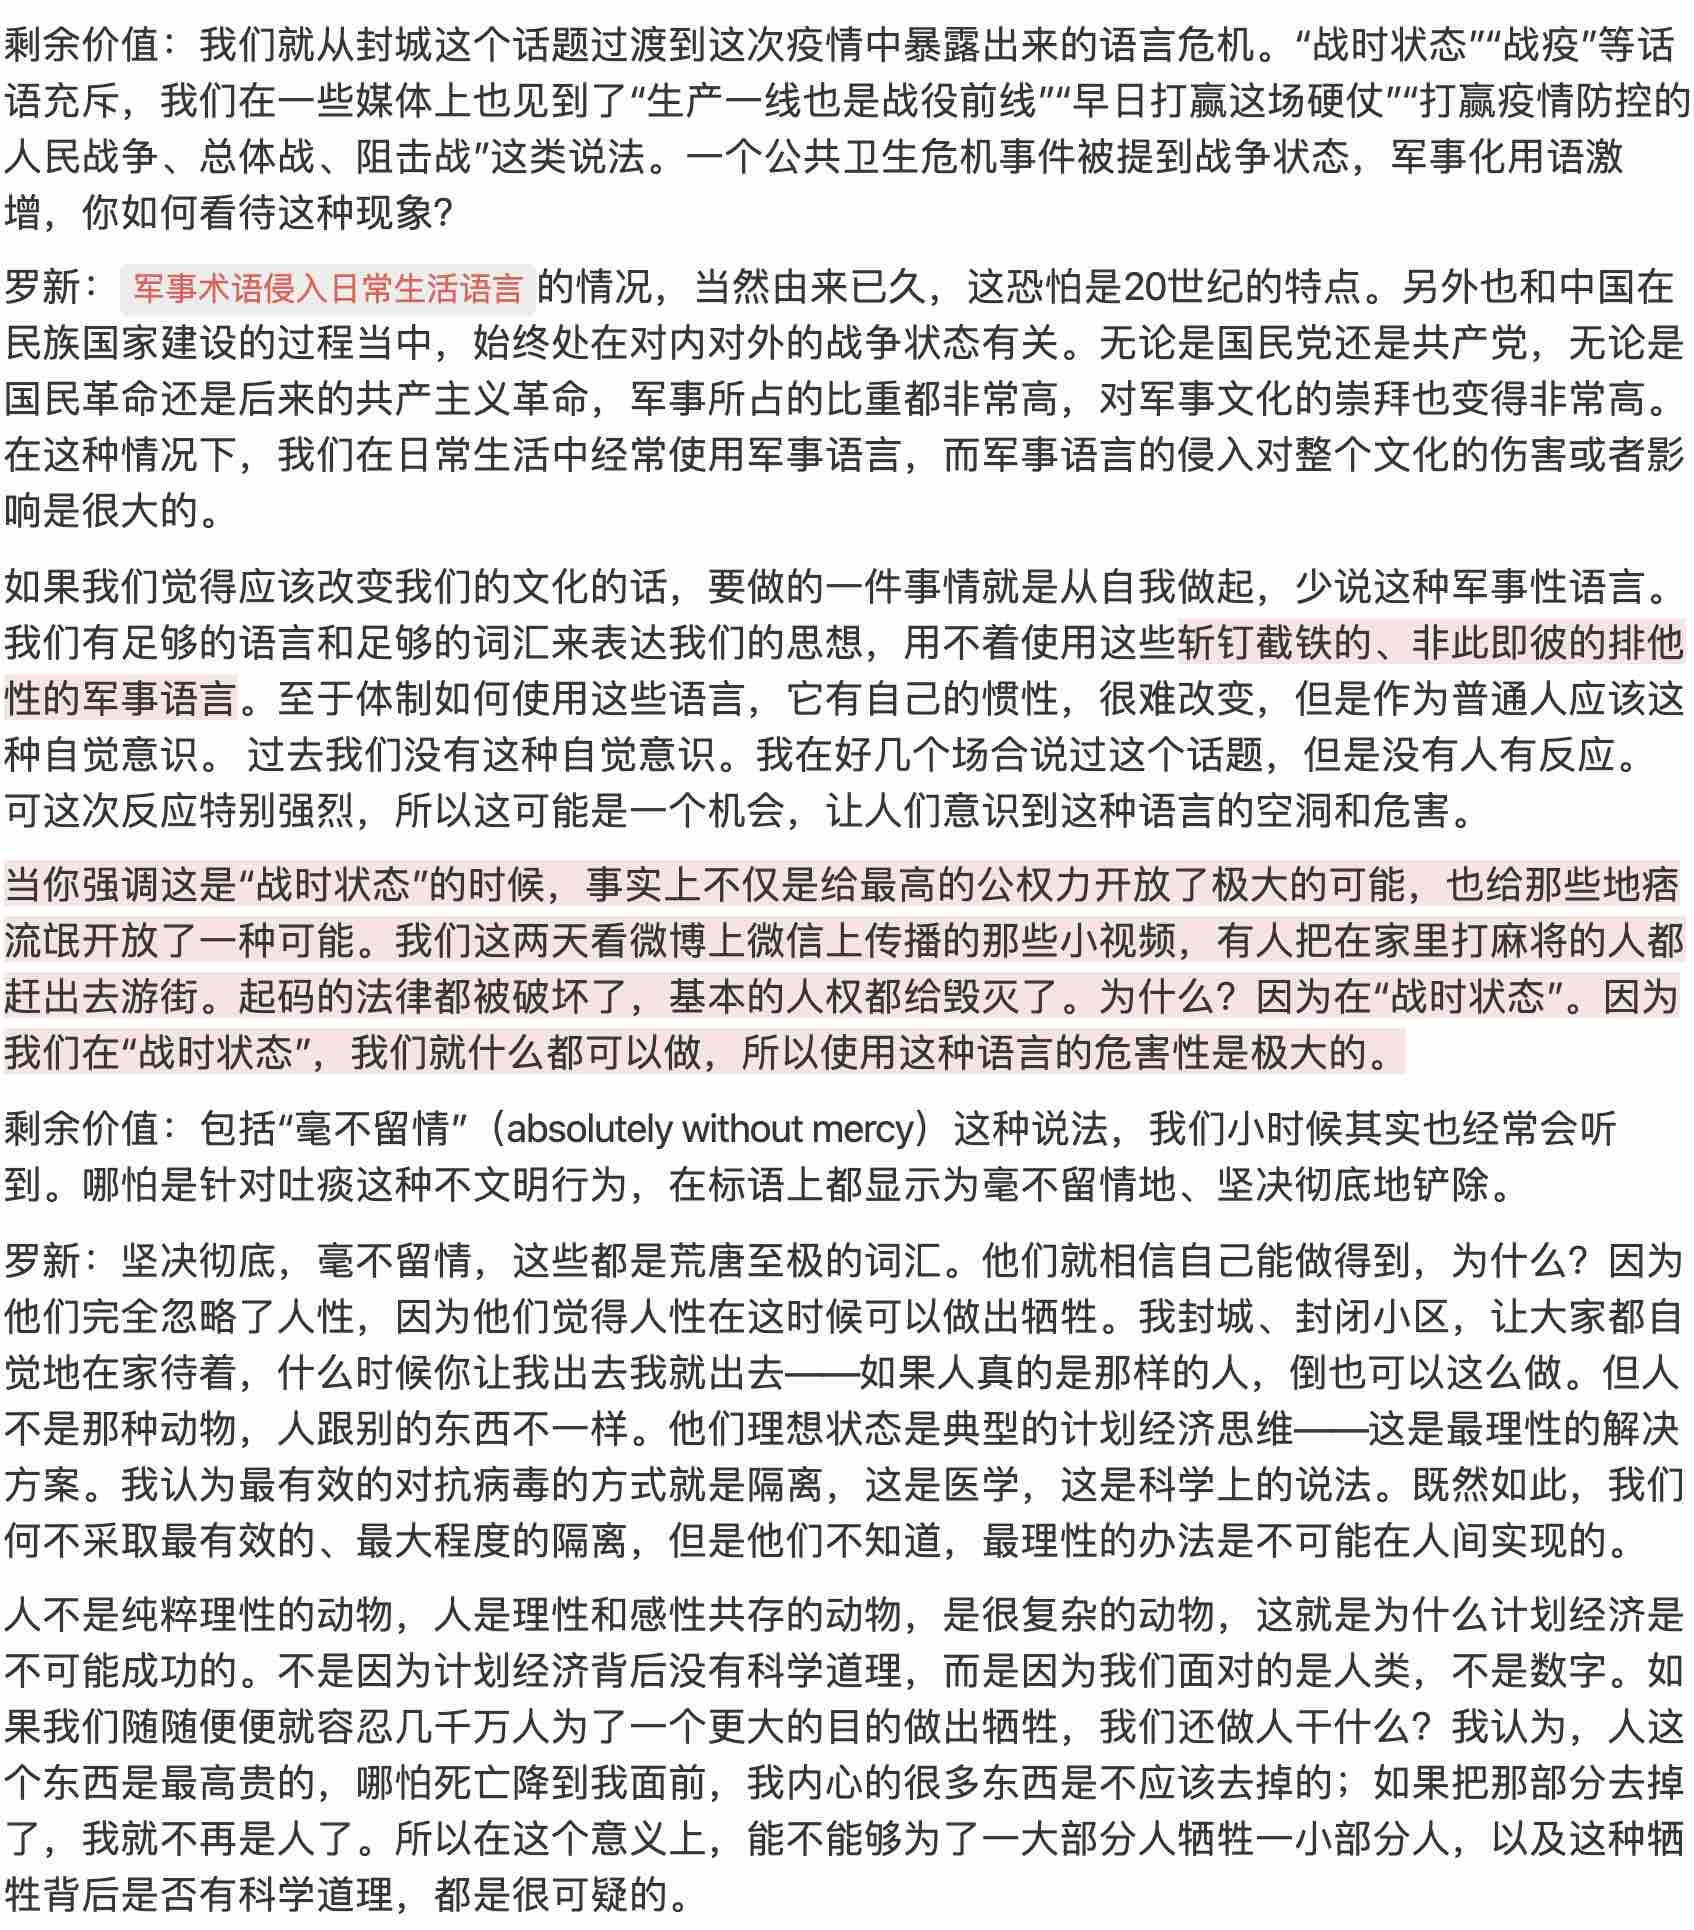 剩余价值：我们就从封城这个话题过渡到这次疫情中暴露出来的语言危机。“战时状态”“战疫”等话
语充斥，我们在一些媒体上也见到了“生产一线也是战役前线”“早日打赢这场硬仗”“打赢疫情防控的
人民战争、总体战、阻击战”这类说法。一个公共卫生危机事件被提到战争状态，军事化用语激
增，你如何看待这种现象？
罗新：军事术语侵入日常生活语言的情况，当然由来已久，这恐怕是20世纪的特点。另外也和中国在
民族国家建设的过程当中，始终处在对内对外的战争状态有关。无论是国民党还是共产党，无论是
国民革命还是后来的共产主义革命，军事所占的比重都非常高，对军事文化的崇拜也变得非常高。
在这种情况下，我们在日常生活中经常使用军事语言，而军事语言的侵入对整个文化的伤害或者影
响是很大的。
如果我们觉得应该改变我们的文化的话，要做的一件事情就是从自我做起，少说这种军事性语言。
我们有足够的语言和足够的词汇来表达我们的思想，用不着使用这些斩钉截铁的、非此即彼的排他
性的军事语言。至于体制如何使用这些语言，它有自己的惯性，很难改变，但是作为普通人应该这
种自觉意识。 过去我们没有这种自觉意识。我在好几个场合说过这个话题，但是没有人有反应。
可这次反应特别强烈，所以这可能是一个机会，让人们意识到这种语言的空洞和危害。
当你强调这是“战时状态”的时候，事实上不仅是给最高的公权力开放了极大的可能，也给那些地痞
流氓开放了一种可能。我们这两天看微博上微信上传播的那些小视频，有人把在家里打麻将的人都
赶出去游街。起码的法律都被破坏了，基本的人权都给毁灭了。为什么？因为在“战时状态”。因为
我们在“战时状态”，我们就什么都可以做，所以使用这种语言的危害性是极大的。
剩余价值：包括“毫不留情”（absolutely without mercy）这种说法，我们小时候其实也经常会听
到。哪怕是针对吐痰这种不文明行为，在标语上都显示为毫不留情地、坚决彻底地铲除。
罗新：坚决彻底，毫不留情，这些都是荒唐至极的词汇。他们就相信自己能做得到，为什么？因为
他们完全忽略了人性，因为他们觉得人性在这时候可以做出牺牲。我封城、封闭小区，让大家都自
觉地在家待着，什么时候你让我出去我就出去——如果人真的是那样的人，倒也可以这么做。但人
不是那种动物，人跟别的东西不一样。他们理想状态是典型的计划经济思维——这是最理性的解决
方案。我认为最有效的对抗病毒的方式就是隔离，这是医学，这是科学上的说法。既然如此，我们
何不采取最有效的、最大程度的隔离，但是他们不知道，最理性的办法是不可能在人间实现的。
人不是纯粹理性的动物，人是理性和感性共存的动物，是很复杂的动物，这就是为什么计划经济是
不可能成功的。不是因为计划经济背后没有科学道理，而是因为我们面对的是人类，不是数字。如
果我们随随便便就容忍几千万人为了一个更大的目的做出牺牲，我们还做人干什么？我认为，人这
个东西是最高贵的，哪怕死亡降到我面前，我内心的很多东西是不应该去掉的；如果把那部分去掉
了，我就不再是人了。所以在这个意义上，能不能够为了一大部分人牺牲一小部分人，以及这种牺
牲背后是否有科学道理，都是很可疑的。